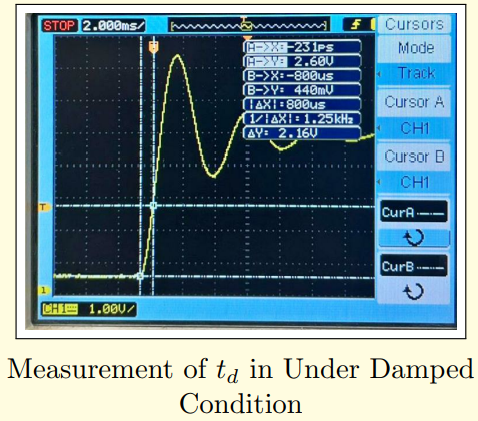 STOP 2.000ms/
Cursors
A->X:-231ps
A->Y: 2.60V
B->X:-800us
B->Y: 440mV
|ΔX|:800us
1/|ΔX|:1.25kHz
ΔY: 2.16V
Mode
Track
Cursor A
CH1
Cursor B
CH1
CurA
CurB
T
1
CH1 1.00V/
Measurement of t_d in Under Damped
Condition